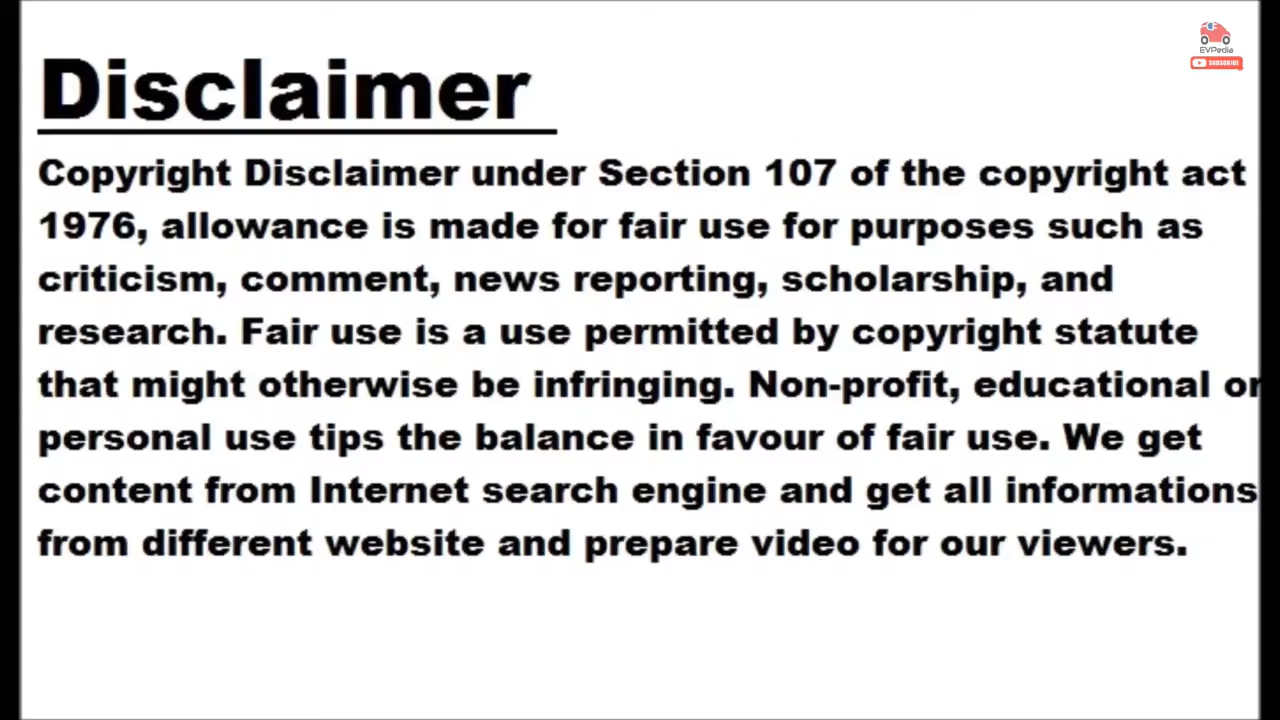 EVPedia
SUBSCRIBE
Disclaimer
Copyright Disclaimer under Section 107 of the copyright act
1976, allowance is made for fair use for purposes such as
criticism, comment, news reporting, scholarship, and
research. Fair use is a use permitted by copyright statute
that might otherwise be infringing. Non-profit, educational or
personal use tips the balance in favour of fair use. We get
content from Internet search engine and get all informations
from different website and prepare video for our viewers.